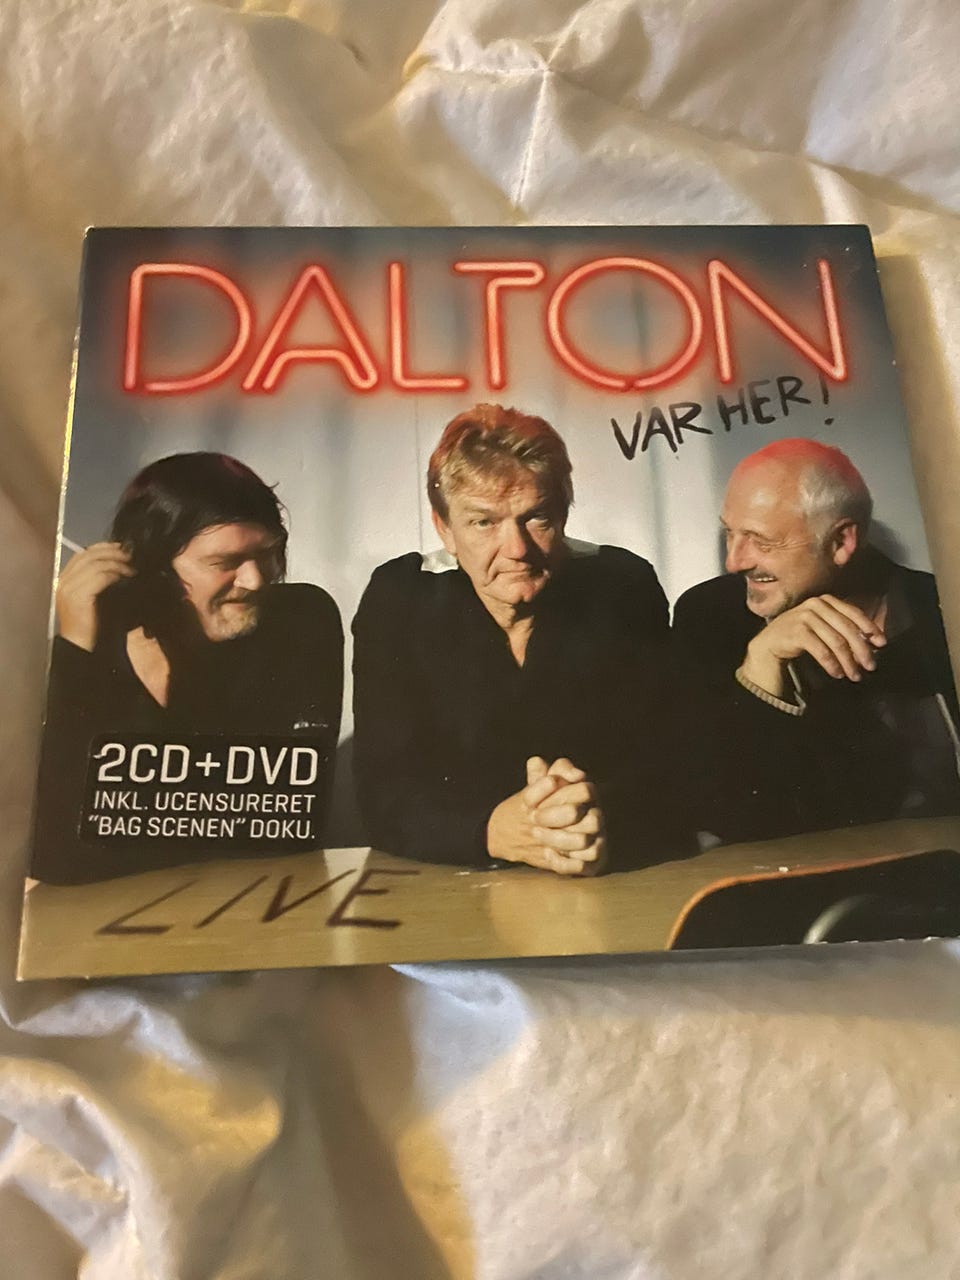 DALTON
VAR HER!
2CD+DVD
INKL. UCENSURERET
"BAG SCENEN" DOKU.
LIVE